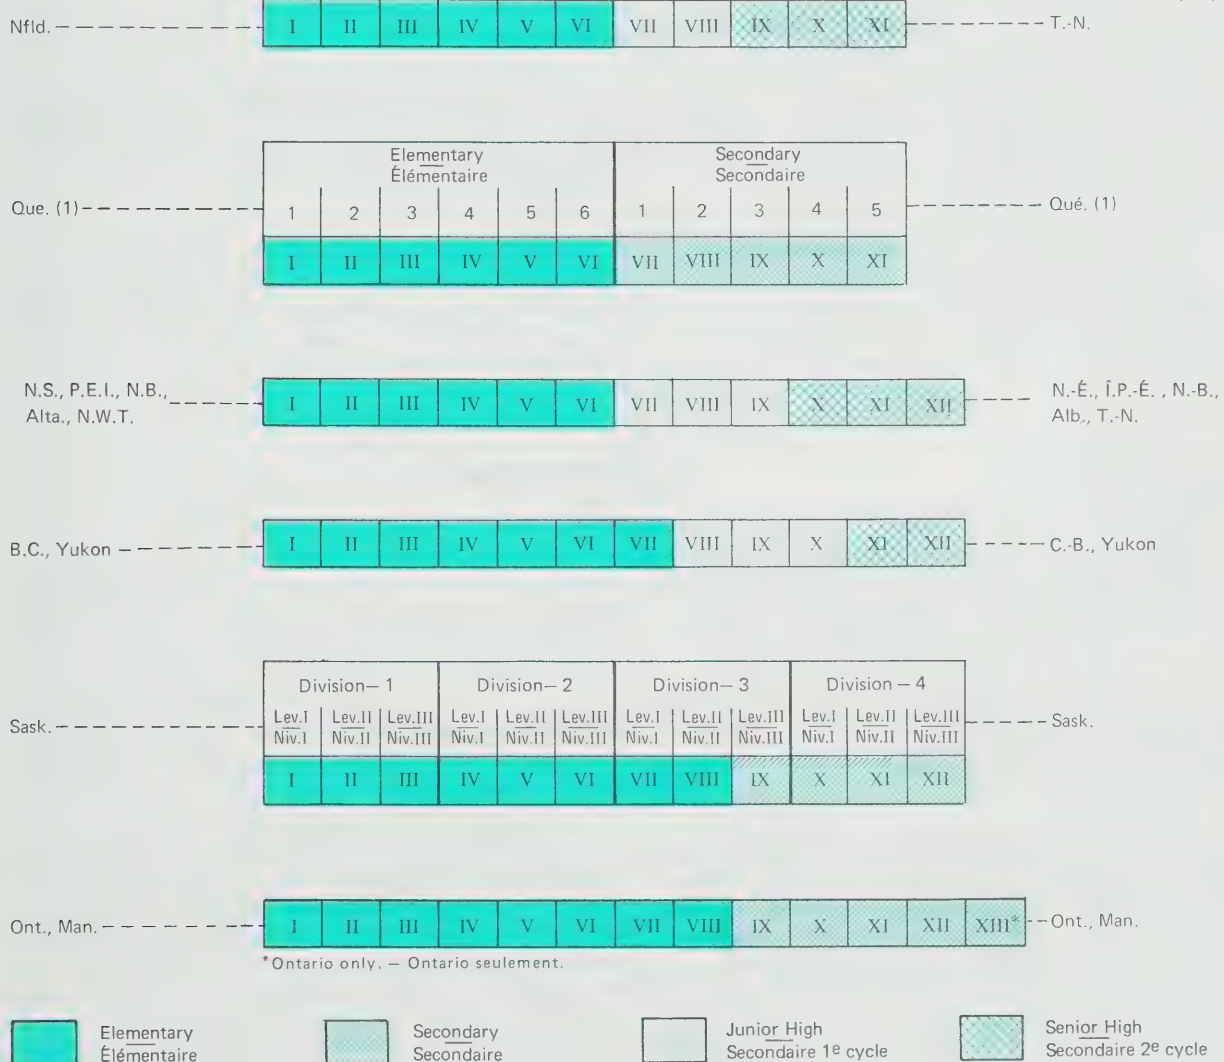 Nfld. I II III IV V VI VII VIII IX X XI T.-N.
Elementary Secondary
Élémentaire Secondaire
Que. (1) 1 2 3 4 5 6 1 2 3 4 5 Qué. (1)
I II III IV V VI VII VIII IX X XI
N.S., P.E.I., N.B., N.-É., Î.P.-É., N.-B.,
I II III IV V VI VII VIII IX X XI XII
Alta., N.W.T. Alb., T.-N.
B.C., Yukon I II III IV V VI VII VIII IX X XI XII C.-B., Yukon
Division—1 Division—2 Division—3 Division—4
Lev.I Lev.II Lev.III Lev.I Lev.II Lev.III Lev.I Lev.II Lev.III Lev.I Lev.II Lev.III
Sask. Sask.
Niv.I Niv.II Niv.III Niv.I Niv.II Niv.III Niv.I Niv.II Niv.III Niv.I Niv.II Niv.III
I II III IV V VI VII VIII IX X XI XII
Ont., Man. I II III IV V VI VII VIII IX X XI XII XIII* Ont., Man.
*Ontario only. — Ontario seulement.
Elementary Secondary Junior High Senior High
Élémentaire Secondaire Secondaire 1e cycle Secondaire 2e cycle